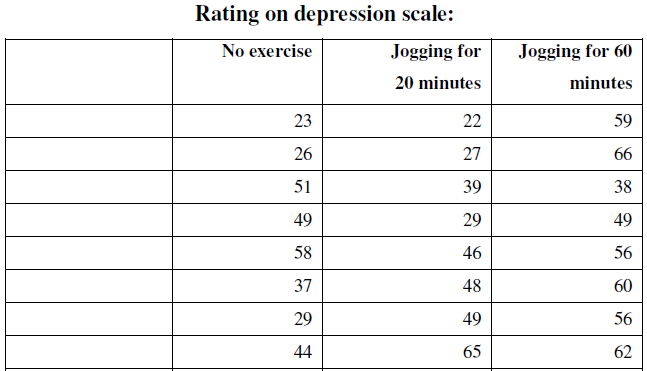 Rating on depression scale:
No exercise Jogging for Jogging for 60
20 minutes minutes
23 22 59
26 27 66
51 39 38
49 29 49
58 46 56
37 48 60
29 49 56
44 65 62